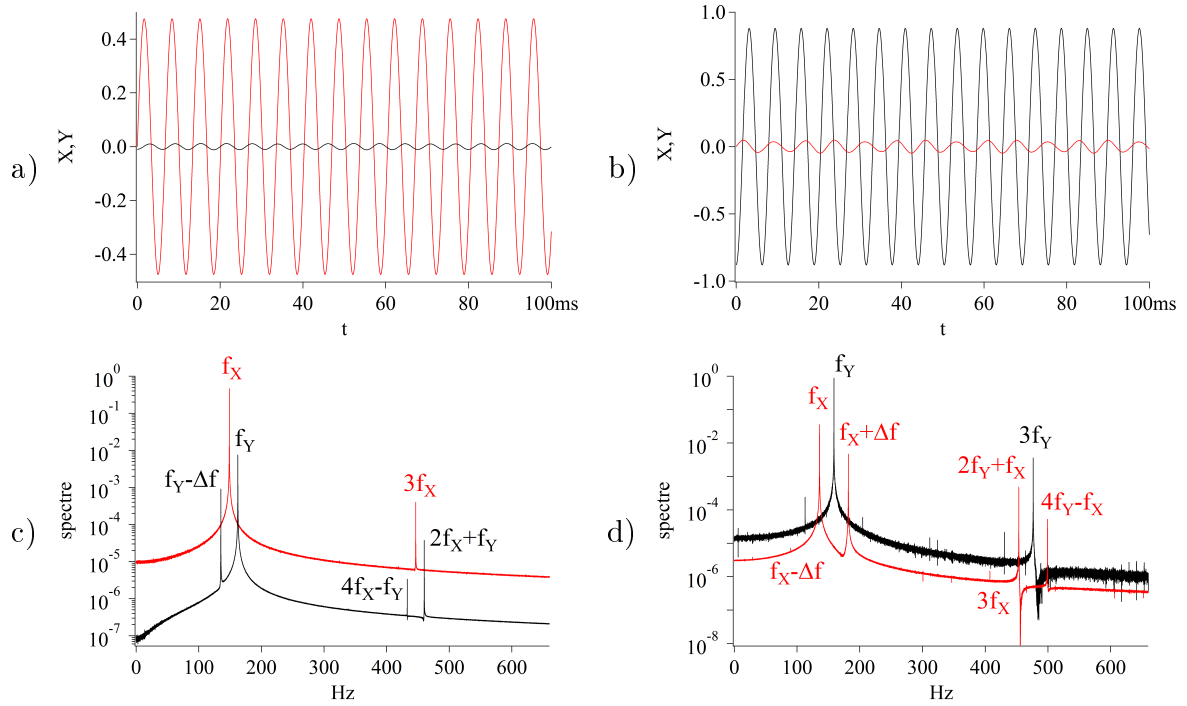 a)
X,Y
0.4
0.2
0.0
-0.2
-0.4
0 20 40 60 80 100ms
t
b)
X,Y
1.0
0.5
0.0
-0.5
-1.0
0 20 40 60 80 100ms
t
c)
spectre
10^0
10^-1
10^-2
10^-3
10^-4
10^-5
10^-6
10^-7
f_X
f_Y
f_Y-Δf
3f_X
2f_X+f_Y
4f_X-f_Y
0 100 200 300 400 500 600
Hz
d)
spectre
10^0
10^-2
10^-4
10^-6
10^-8
f_Y
f_X
f_X+Δf
3f_Y
2f_Y+f_X
4f_Y-f_X
f_X-Δf
3f_X
0 100 200 300 400 500 600
Hz